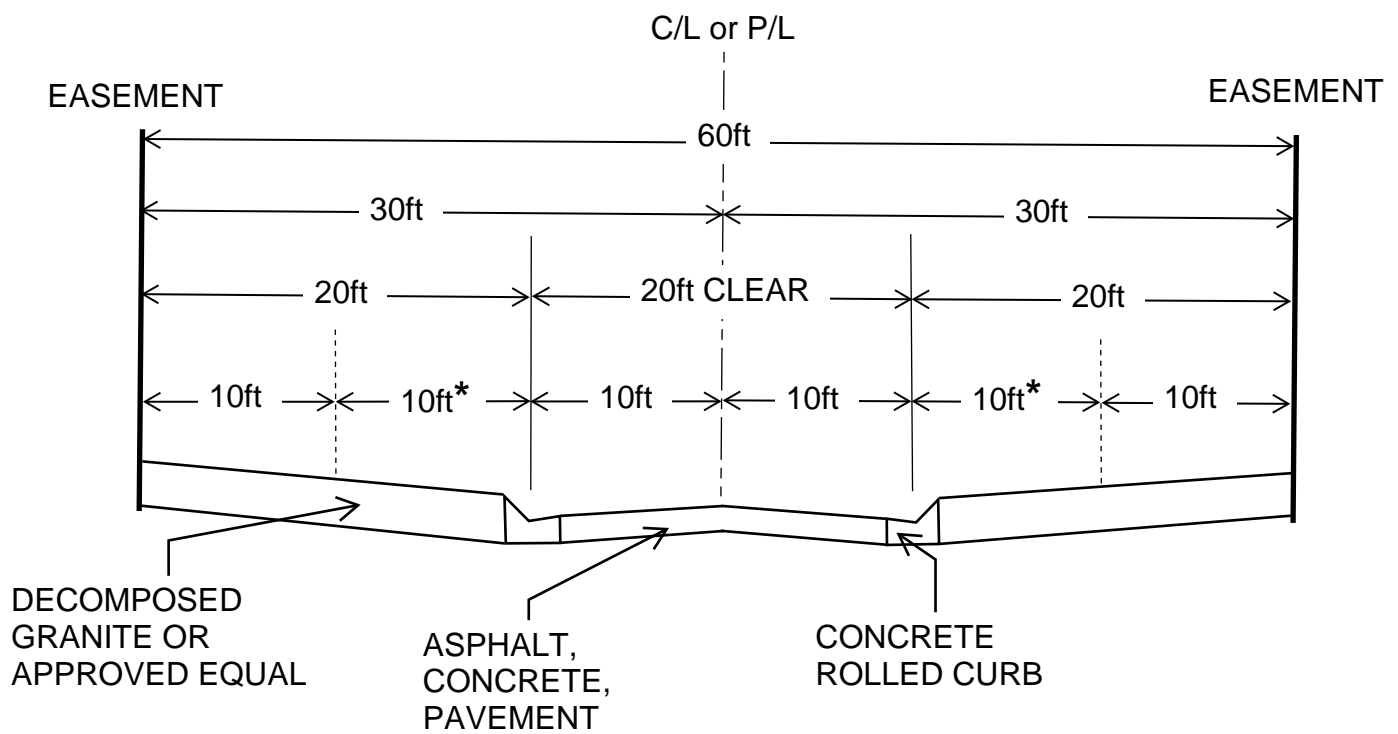 C/L or P/L
EASEMENT
EASEMENT
60ft
30ft
30ft
20ft
20ft CLEAR
20ft
10ft
10ft*
10ft
10ft
10ft*
10ft
DECOMPOSED
GRANITE OR
APPROVED EQUAL
ASPHALT,
CONCRETE,
PAVEMENT
CONCRETE
ROLLED CURB